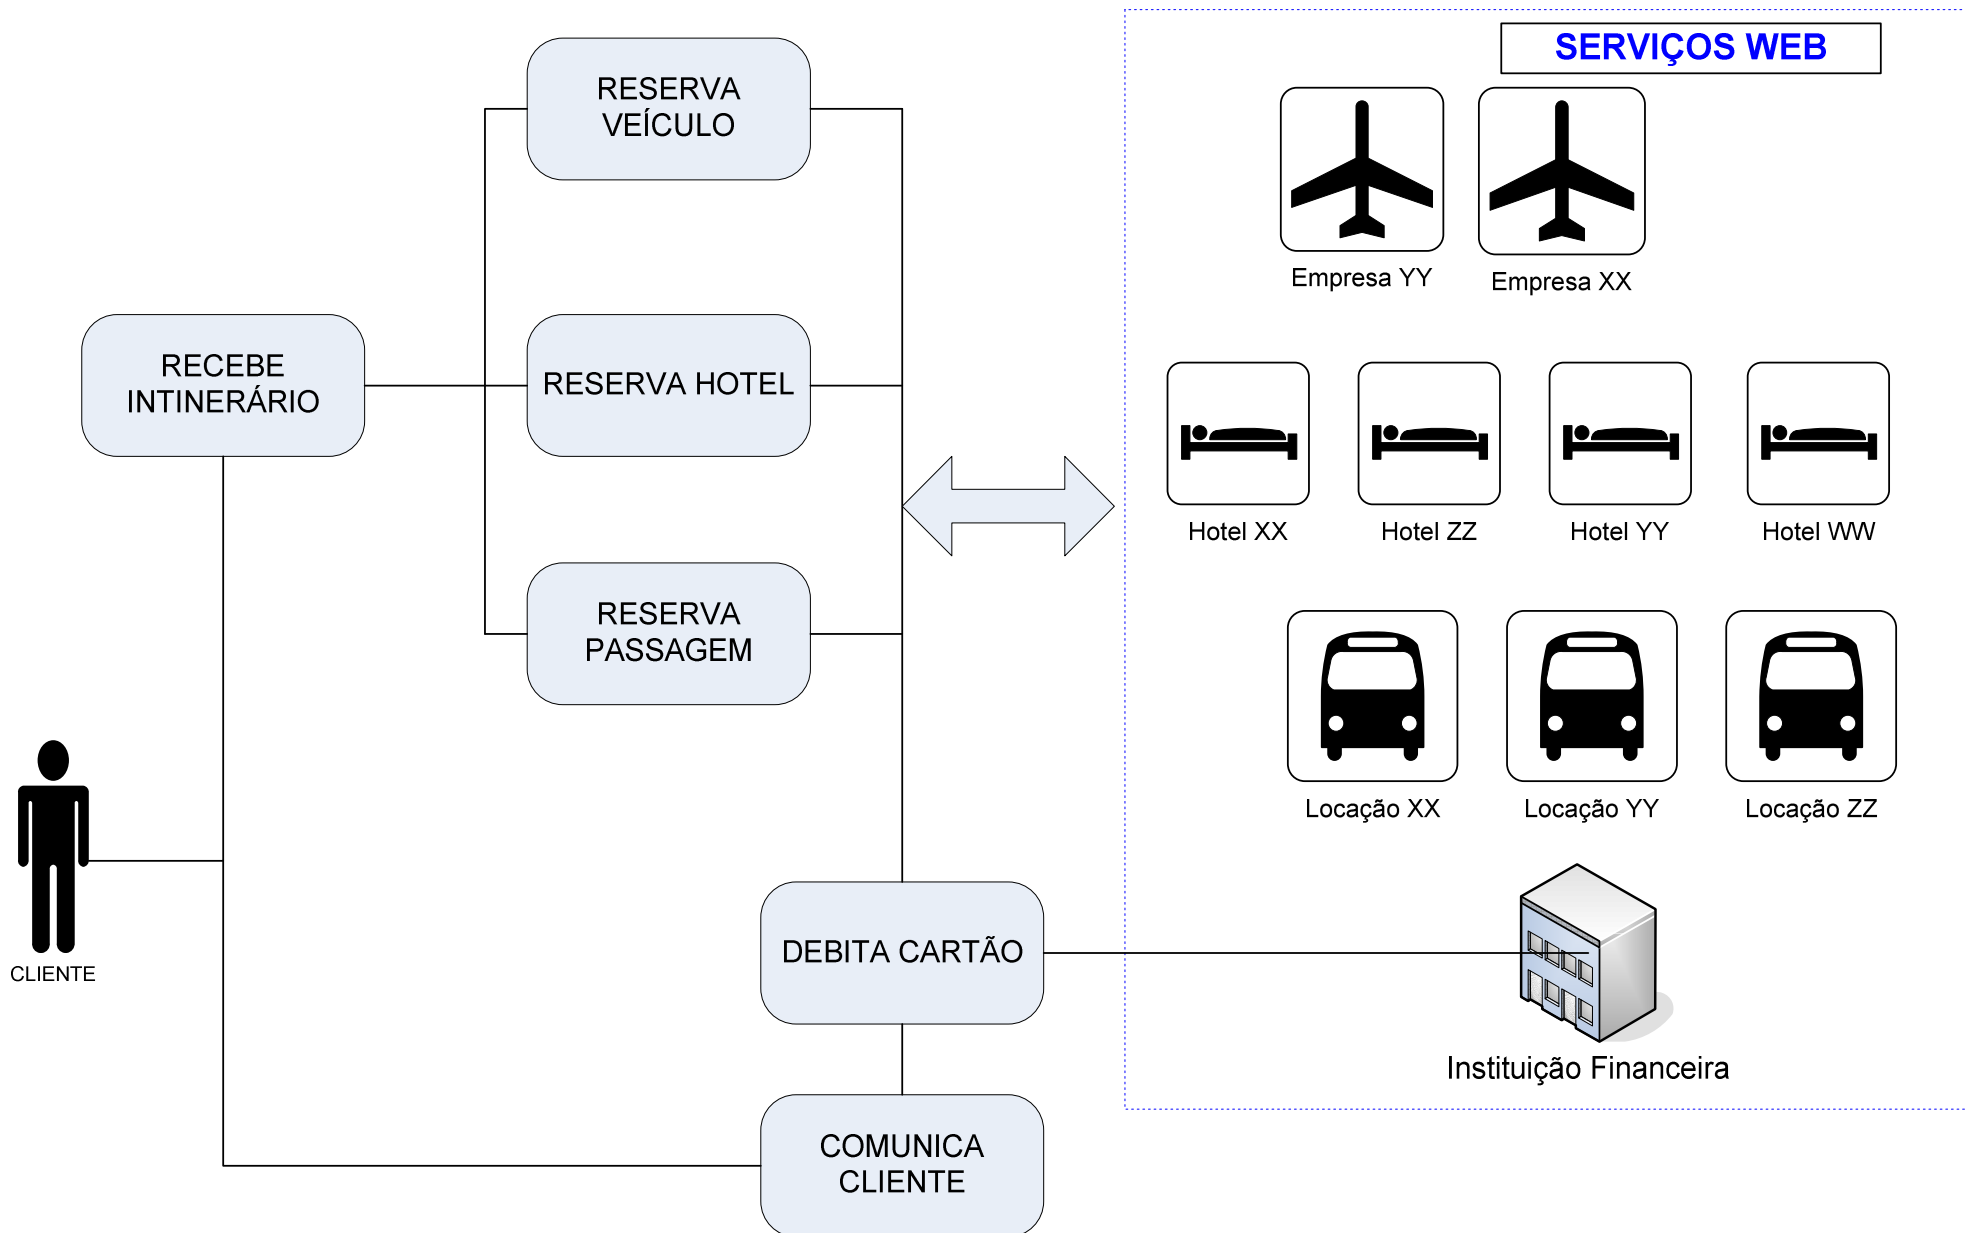 SERVIÇOS WEB
RESERVA
VEÍCULO
Empresa YY
Empresa XX
RECEBE
INTINERÁRIO
RESERVA HOTEL
Hotel XX
Hotel ZZ
Hotel YY
Hotel WW
RESERVA
PASSAGEM
Locação XX
Locação YY
Locação ZZ
CLIENTE
DEBITA CARTÃO
Instituição Financeira
COMUNICA
CLIENTE